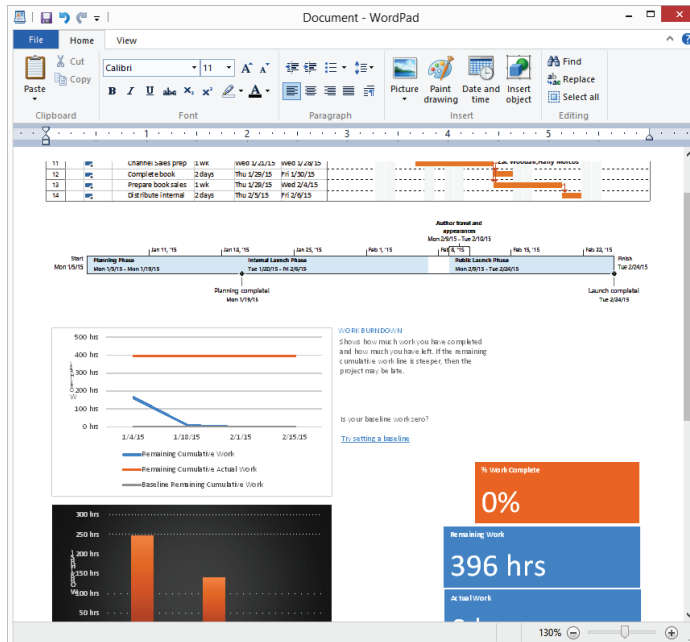 Document - WordPad
File Home View
Paste
Cut
Copy
Clipboard
Calibri 11
Font
Paragraph
Picture
Paint drawing
Date and time
Insert object
Insert
Find
Replace
Select all
Editing
1 2 3 4 5
11 Channel Sales prep 1 wk Wed 1/21/15 Wed 1/28/15
12 Complete book 2 days Thu 1/29/15 Fri 1/30/15
13 Prepare book sales 1 wk Thu 1/29/15 Wed 2/4/15
14 Distribute internal 2 days Thu 2/5/15 Fri 2/6/15
Author travel and
appearances
Mon 2/9/15 - Tue 2/10/15
Jan 11, '15 Jan 18, '15 Jan 25, '15 Feb 1, '15 Feb 8, '15 Feb 15, '15 Feb 22, '15
Start
Mon 1/5/15
Planning Phase
Mon 1/5/15 - Mon 1/19/15
Internal Launch Phase
Tue 1/20/15 - Fri 2/6/15
Public Launch Phase
Mon 2/9/15 - Tue 2/24/15
Finish
Tue 2/24/15
Planning complete!
Mon 1/19/15
Launch complete!
Tue 2/24/15
500 hrs
400 hrs
300 hrs
200 hrs
100 hrs
0 hrs
1/4/15 1/18/15 2/1/15 2/15/15
Remaining Cumulative Work
Remaining Cumulative Actual Work
Baseline Remaining Cumulative Work
WORK BURNDOWN
Shows how much work you have completed
and how much you have left. If the remaining
cumulative work line is steeper, then the
project may be late.
Is your baseline work zero?
Try setting a baseline
% Work Complete
0%
Remaining Work
396 hrs
Actual Work
300 hrs
250 hrs
200 hrs
150 hrs
100 hrs
50 hrs
130%